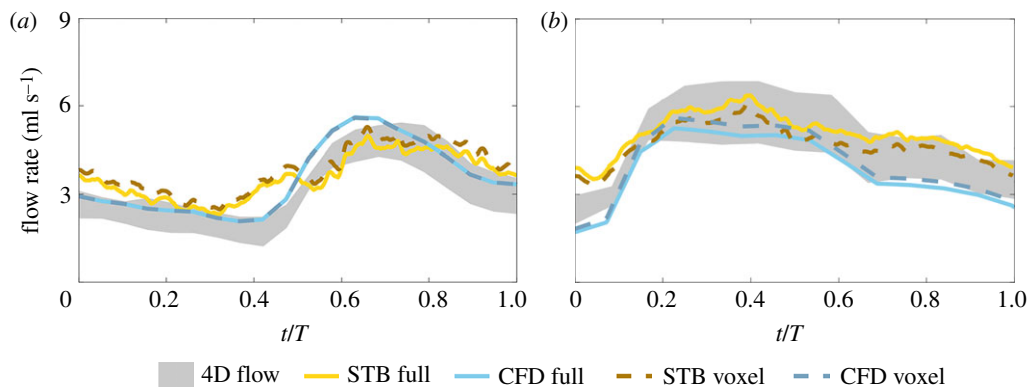 (a)
(b)
flow rate (ml s⁻¹)
9
6
3
0
0.2
0.4
0.6
0.8
1.0
t/T
0
0.2
0.4
0.6
0.8
1.0
t/T
4D flow
STB full
CFD full
STB voxel
CFD voxel